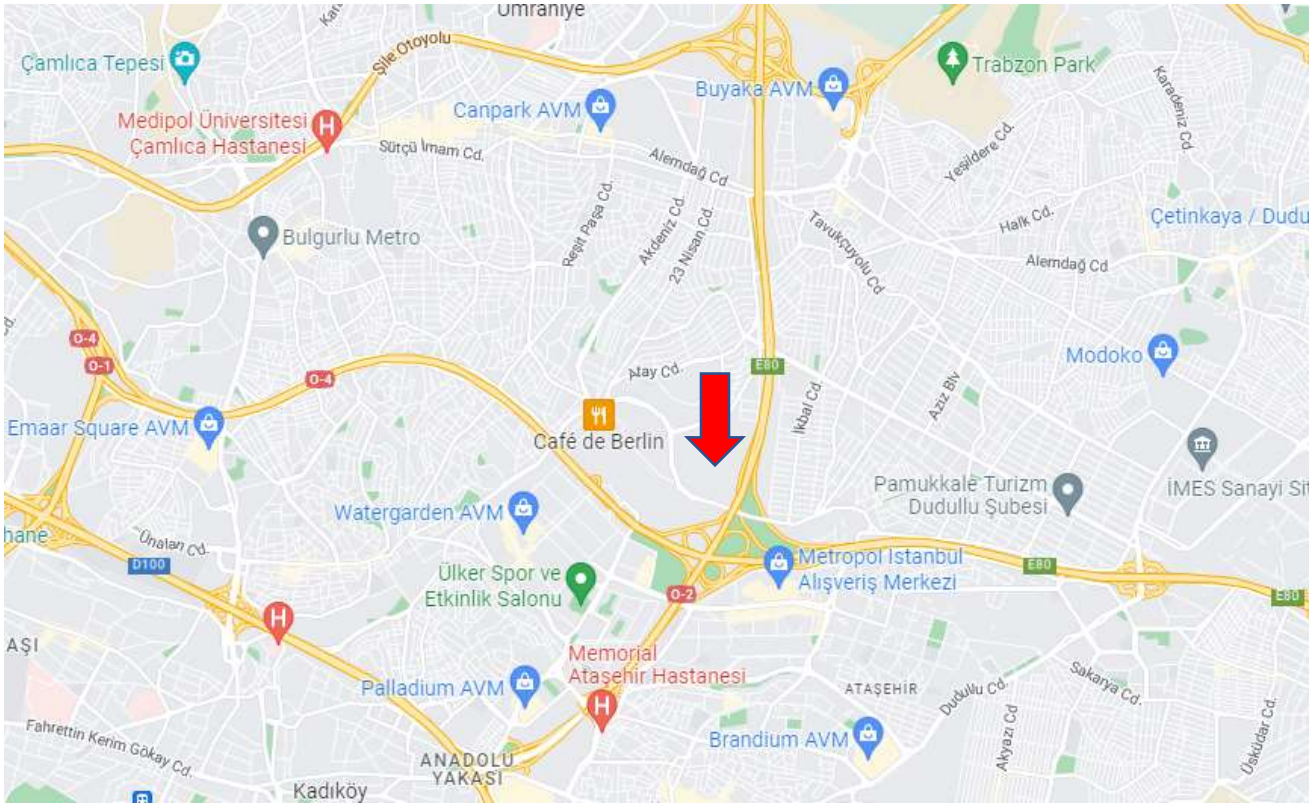 Ümraniye
Şile Otoyolu
Çamlıca Tepesi
Buyaka AVM
Trabzon Park
Karadeniz Cd.
Canpark AVM
Medipol Üniversitesi
Çamlıca Hastanesi
Sütçü İmam Cd.
Alemdağ Cd
Yeşildere Cd.
Reşit Paşa Cd.
Akdeniz Cd.
23 Nisan Cd.
Tavukçuyolu Cd.
Halk Cd.
Çetinkaya / Dudu
Bulgurlu Metro
Alemdağ Cd
O-4
O-1
O-4
E80
Modoko
Atay Cd.
İkbal Cd.
Aziz Blv
Emaar Square AVM
Café de Berlin
Pamukkale Turizm
Dudullu Şubesi
İMES Sanayi Sit
Watergarden AVM
hane
Ünalan Cd.
D100
Ülker Spor ve
Etkinlik Salonu
Metropol İstanbul
Alışveriş Merkezi
E80
O-2
E80
AŞI
Memorial
Ataşehir Hastanesi
Palladium AVM
ATAŞEHİR
Dudullu Cd.
Sakarya Cd.
Fahrettin Kerim Gökay Cd.
Brandium AVM
Akyazı Cd
Üsküdar Cd.
ANADOLU
YAKASI
Kadıköy